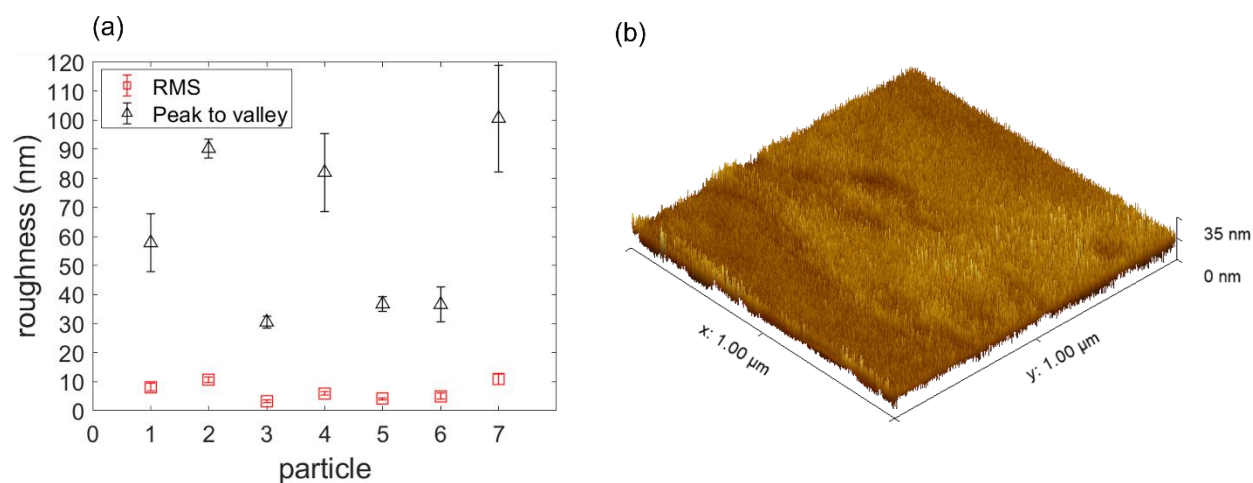 (a)
120
110
100
90
80
70
60
50
40
30
20
10
0
roughness (nm)
RMS
Peak to valley
0 1 2 3 4 5 6 7
particle
(b)
35 nm
0 nm
x: 1.00 µm
y: 1.00 µm